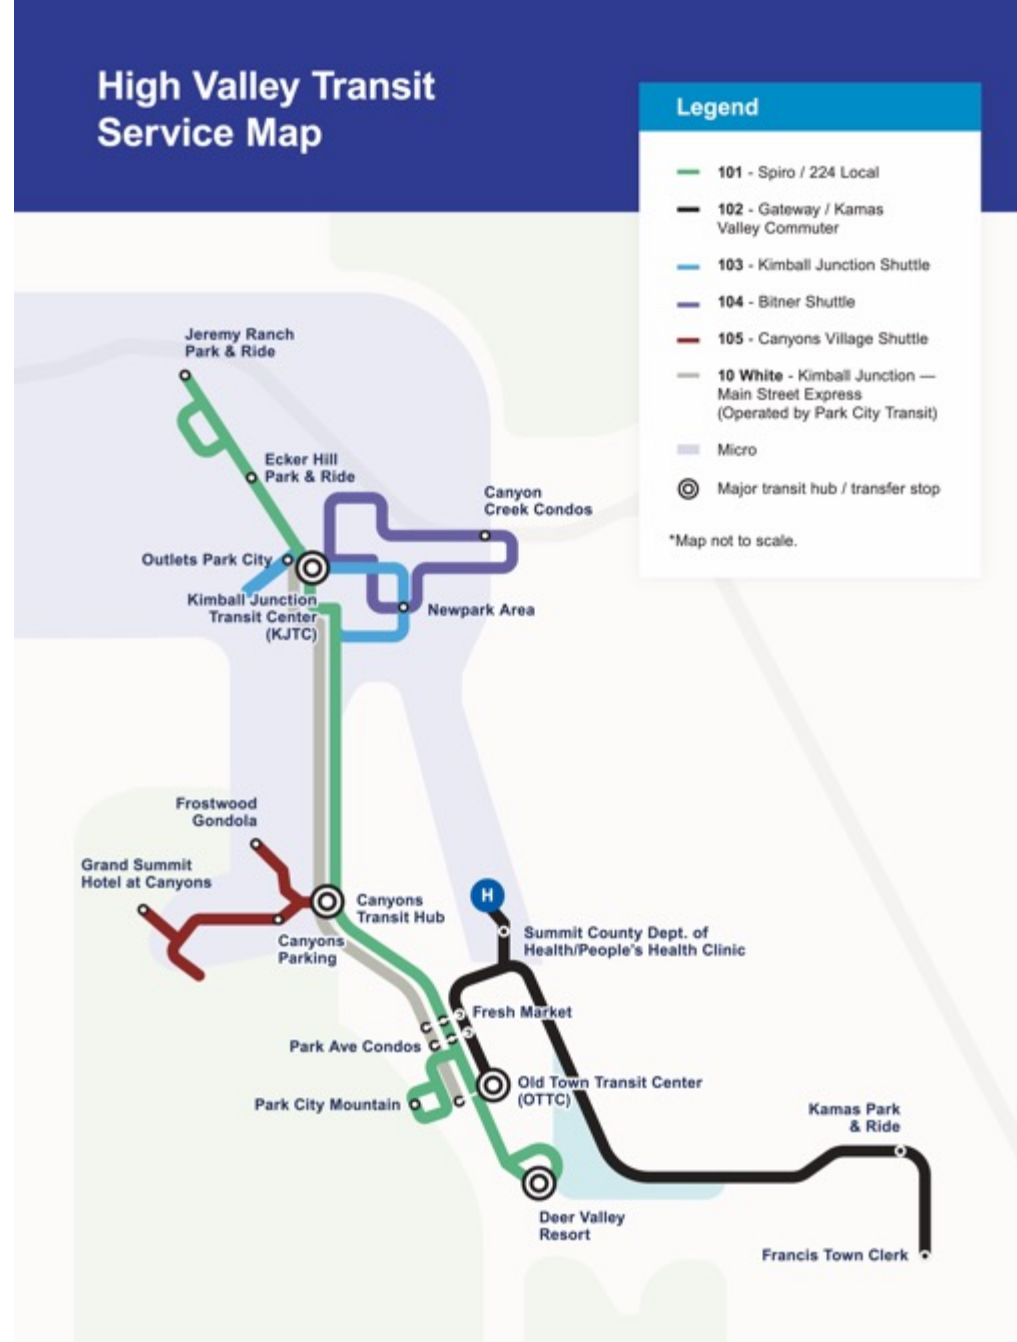 High Valley Transit
Service Map
Legend
101 - Spiro / 224 Local
102 - Gateway / Kamas
Valley Commuter
103 - Kimball Junction Shuttle
104 - Bitner Shuttle
105 - Canyons Village Shuttle
10 White - Kimball Junction —
Main Street Express
(Operated by Park City Transit)
Micro
Major transit hub / transfer stop
*Map not to scale.
Jeremy Ranch
Park & Ride
Ecker Hill
Park & Ride
Canyon
Creek Condos
Outlets Park City
Kimball Junction
Transit Center
(KJTC)
Newpark Area
Frostwood
Gondola
Grand Summit
Hotel at Canyons
Canyons
Transit Hub
Canyons
Parking
H
Summit County Dept. of
Health/People's Health Clinic
Fresh Market
Park Ave Condos
Old Town Transit Center
(OTTC)
Park City Mountain
Kamas Park
& Ride
Deer Valley
Resort
Francis Town Clerk